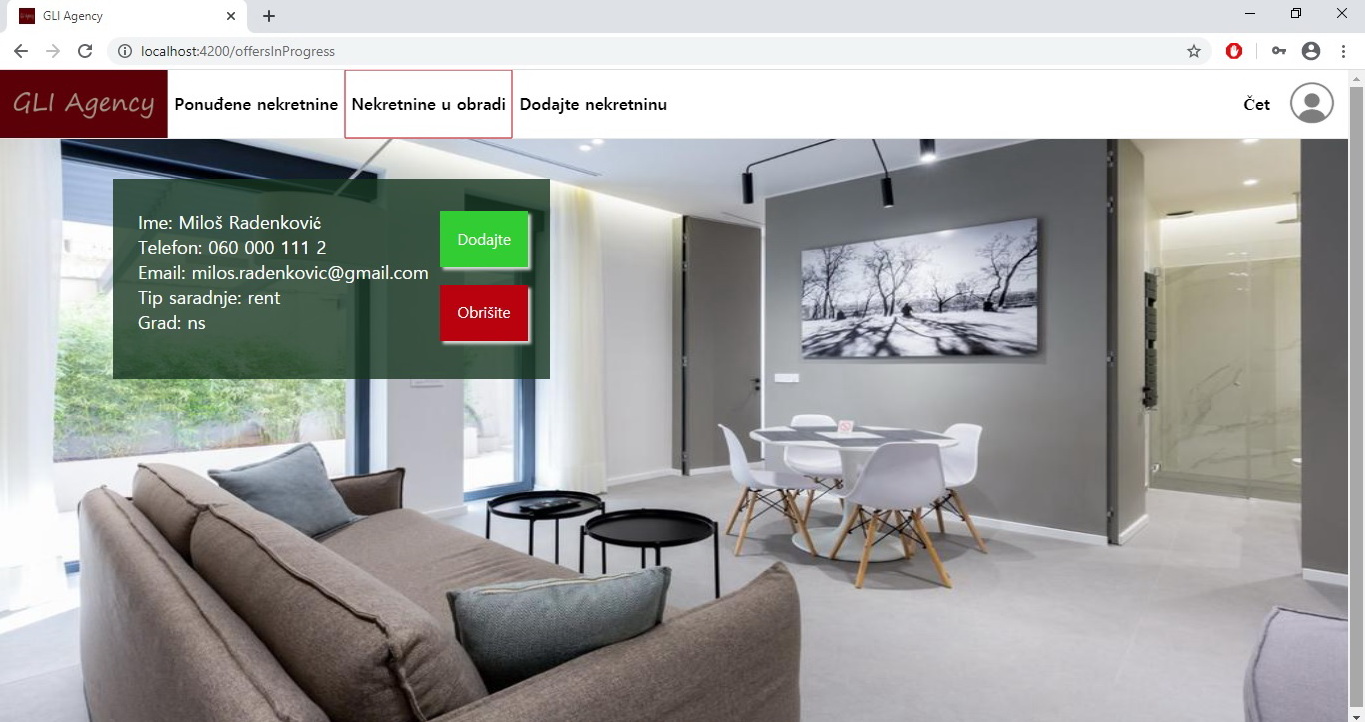 GLI Agency
localhost:4200/offersInProgress
GLI Agency
Ponuđene nekretnine
Nekretnine u obradi
Dodajte nekretninu
Čet
Ime: Miloš Radenković
Telefon: 060 000 111 2
Email: milos.radenkovic@gmail.com
Tip saradnje: rent
Grad: ns
Dodajte
Obrišite